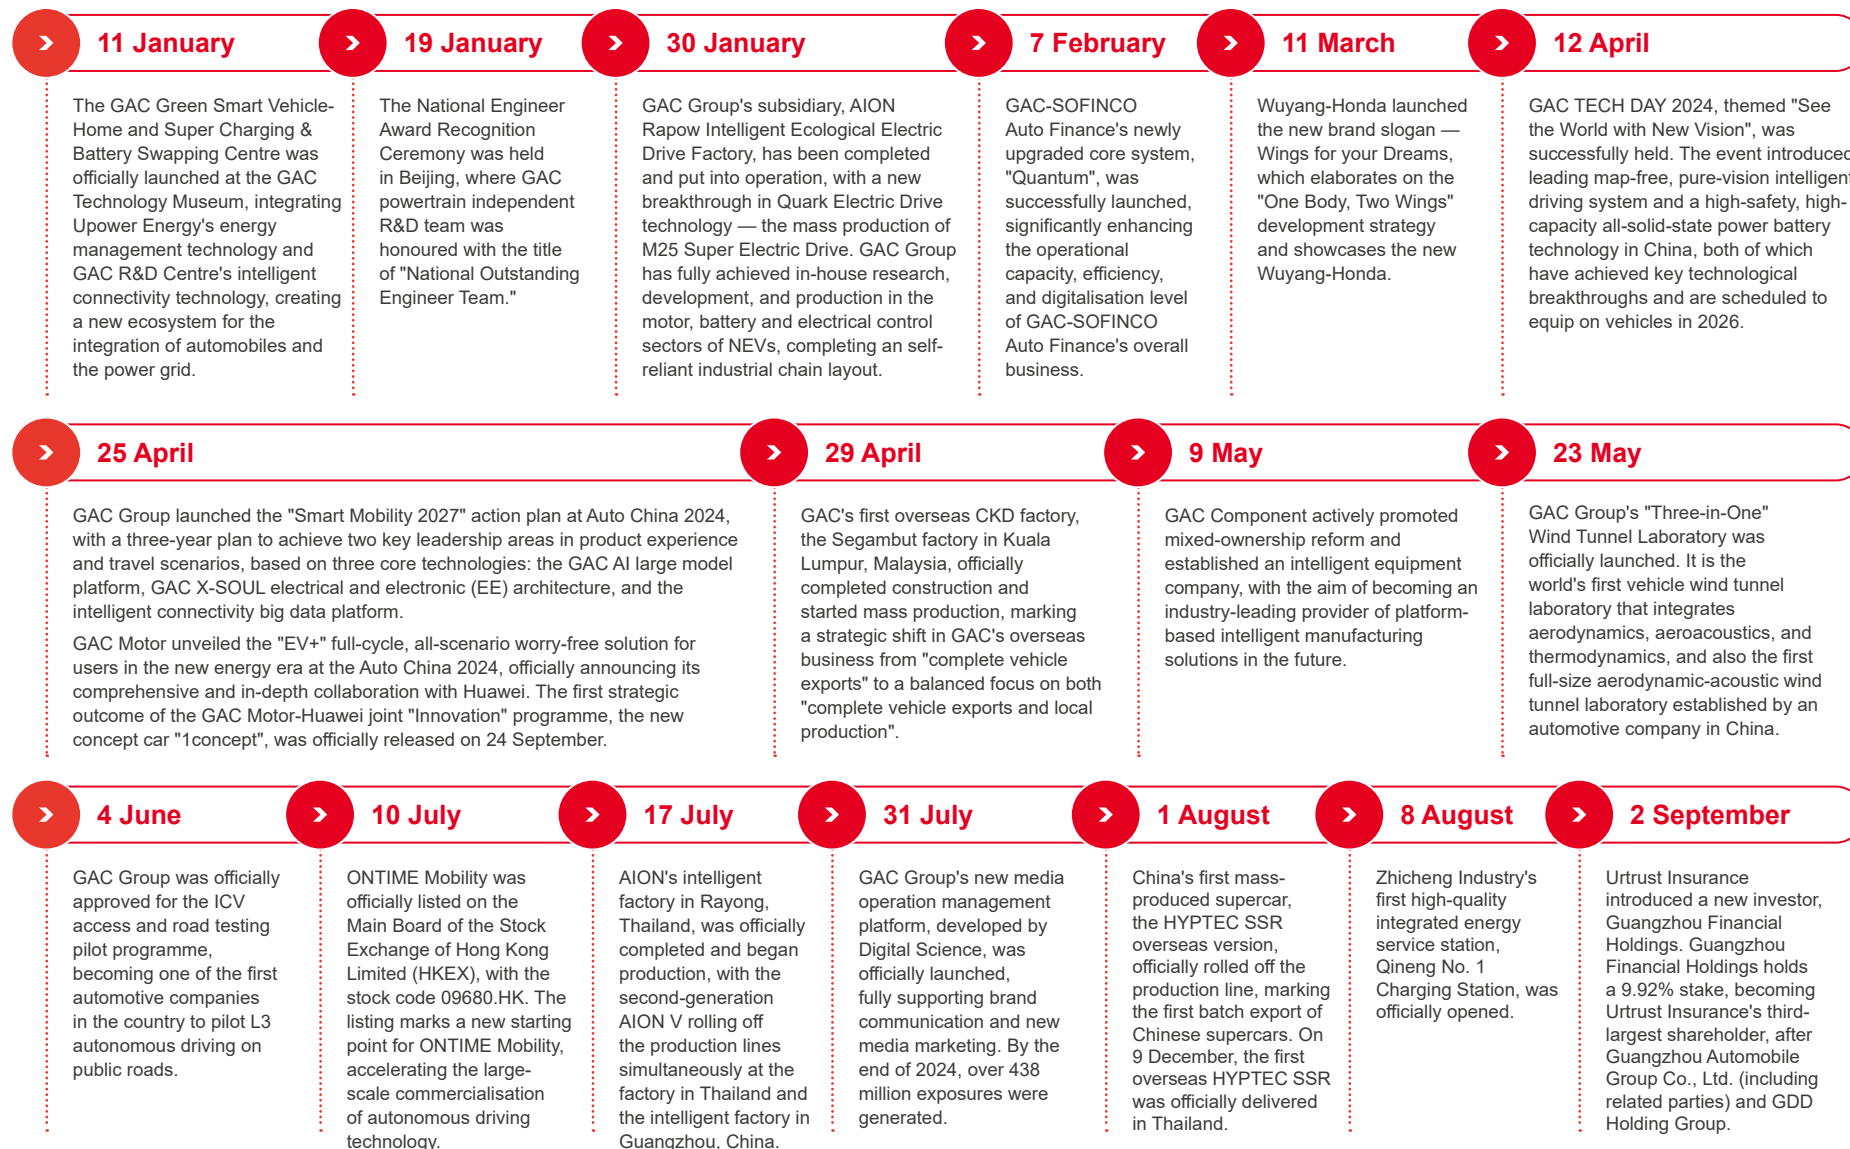 11 January
The GAC Green Smart Vehicle-
Home and Super Charging &
Battery Swapping Centre was
officially launched at the GAC
Technology Museum, integrating
Upower Energy's energy
management technology and
GAC R&D Centre's intelligent
connectivity technology, creating
a new ecosystem for the
integration of automobiles and
the power grid.
19 January
The National Engineer
Award Recognition
Ceremony was held
in Beijing, where GAC
powertrain independent
R&D team was
honoured with the title
of "National Outstanding
Engineer Team."
30 January
GAC Group's subsidiary, AION
Rapow Intelligent Ecological Electric
Drive Factory, has been completed
and put into operation, with a new
breakthrough in Quark Electric Drive
technology — the mass production of
M25 Super Electric Drive. GAC Group
has fully achieved in-house research,
development, and production in the
motor, battery and electrical control
sectors of NEVs, completing an self-
reliant industrial chain layout.
7 February
GAC-SOFINCO
Auto Finance's newly
upgraded core system,
"Quantum", was
successfully launched,
significantly enhancing
the operational
capacity, efficiency,
and digitalisation level
of GAC-SOFINCO
Auto Finance's overall
business.
11 March
Wuyang-Honda launched
the new brand slogan —
Wings for your Dreams,
which elaborates on the
"One Body, Two Wings"
development strategy
and showcases the new
Wuyang-Honda.
12 April
GAC TECH DAY 2024, themed "See
the World with New Vision", was
successfully held. The event introduced
leading map-free, pure-vision intelligent
driving system and a high-safety, high-
capacity all-solid-state power battery
technology in China, both of which
have achieved key technological
breakthroughs and are scheduled to
equip on vehicles in 2026.
25 April
GAC Group launched the "Smart Mobility 2027" action plan at Auto China 2024,
with a three-year plan to achieve two key leadership areas in product experience
and travel scenarios, based on three core technologies: the GAC AI large model
platform, GAC X-SOUL electrical and electronic (EE) architecture, and the
intelligent connectivity big data platform.
GAC Motor unveiled the "EV+" full-cycle, all-scenario worry-free solution for
users in the new energy era at the Auto China 2024, officially announcing its
comprehensive and in-depth collaboration with Huawei. The first strategic
outcome of the GAC Motor-Huawei joint "Innovation" programme, the new
concept car "1concept", was officially released on 24 September.
29 April
GAC's first overseas CKD factory,
the Segambut factory in Kuala
Lumpur, Malaysia, officially
completed construction and
started mass production, marking
a strategic shift in GAC's overseas
business from "complete vehicle
exports" to a balanced focus on both
"complete vehicle exports and local
production".
9 May
GAC Component actively promoted
mixed-ownership reform and
established an intelligent equipment
company, with the aim of becoming an
industry-leading provider of platform-
based intelligent manufacturing
solutions in the future.
23 May
GAC Group's "Three-in-One"
Wind Tunnel Laboratory was
officially launched. It is the
world's first vehicle wind tunnel
laboratory that integrates
aerodynamics, aeroacoustics, and
thermodynamics, and also the first
full-size aerodynamic-acoustic wind
tunnel laboratory established by an
automotive company in China.
4 June
GAC Group was officially
approved for the ICV
access and road testing
pilot programme,
becoming one of the first
automotive companies
in the country to pilot L3
autonomous driving on
public roads.
10 July
ONTIME Mobility was
officially listed on the
Main Board of the Stock
Exchange of Hong Kong
Limited (HKEX), with the
stock code 09680.HK. The
listing marks a new starting
point for ONTIME Mobility,
accelerating the large-
scale commercialisation
of autonomous driving
technology.
17 July
AION's intelligent
factory in Rayong,
Thailand, was officially
completed and began
production, with the
second-generation
AION V rolling off
the production lines
simultaneously at the
factory in Thailand and
the intelligent factory in
Guangzhou, China.
31 July
GAC Group's new media
operation management
platform, developed by
Digital Science, was
officially launched,
fully supporting brand
communication and new
media marketing. By the
end of 2024, over 438
million exposures were
generated.
1 August
China's first mass-
produced supercar,
the HYPTEC SSR
overseas version,
officially rolled off the
production line, marking
the first batch export of
Chinese supercars. On
9 December, the first
overseas HYPTEC SSR
was officially delivered
in Thailand.
8 August
Zhicheng Industry's
first high-quality
integrated energy
service station,
Qineng No. 1
Charging Station, was
officially opened.
2 September
Urtrust Insurance
introduced a new investor,
Guangzhou Financial
Holdings. Guangzhou
Financial Holdings holds
a 9.92% stake, becoming
Urtrust Insurance's third-
largest shareholder, after
Guangzhou Automobile
Group Co., Ltd. (including
related parties) and GDD
Holding Group.